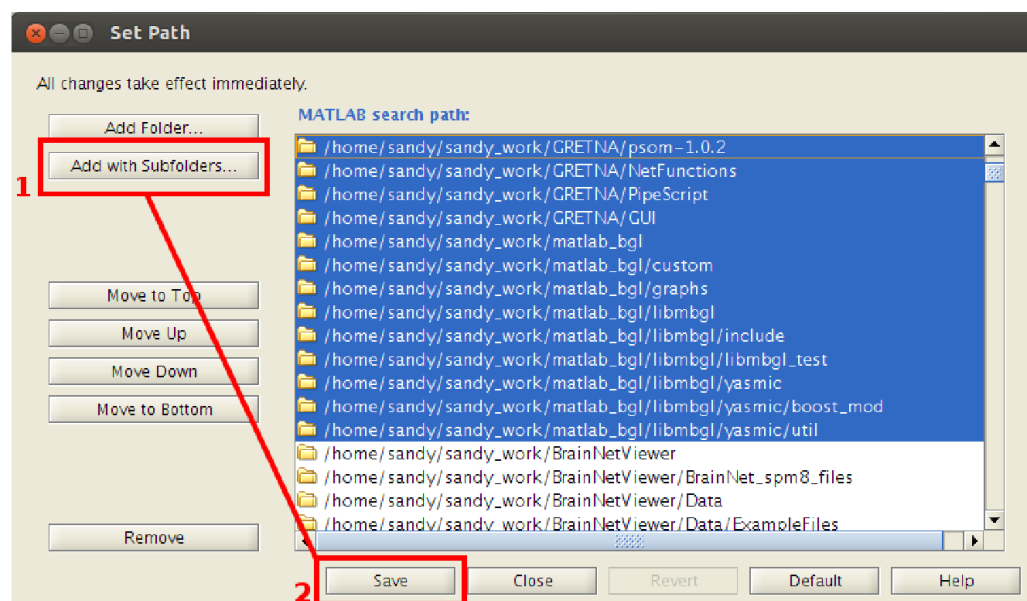 Set Path
All changes take effect immediately.
MATLAB search path:
Add Folder...
Add with Subfolders...
1
Move to Top
Move Up
Move Down
Move to Bottom
Remove
/home/sandy/sandy_work/GRETNA/psom-1.0.2
/home/sandy/sandy_work/GRETNA/NetFunctions
/home/sandy/sandy_work/GRETNA/PipeScript
/home/sandy/sandy_work/GRETNA/GUI
/home/sandy/sandy_work/matlab_bgl
/home/sandy/sandy_work/matlab_bgl/custom
/home/sandy/sandy_work/matlab_bgl/graphs
/home/sandy/sandy_work/matlab_bgl/libmbgl
/home/sandy/sandy_work/matlab_bgl/libmbgl/include
/home/sandy/sandy_work/matlab_bgl/libmbgl/libmbgl_test
/home/sandy/sandy_work/matlab_bgl/libmbgl/yasmic
/home/sandy/sandy_work/matlab_bgl/libmbgl/yasmic/boost_mod
/home/sandy/sandy_work/matlab_bgl/libmbgl/yasmic/util
/home/sandy/sandy_work/BrainNetViewer
/home/sandy/sandy_work/BrainNetViewer/BrainNet_spm8_files
/home/sandy/sandy_work/BrainNetViewer/Data
/home/sandy/sandy_work/BrainNetViewer/Data/ExampleFiles
2
Save Close Revert Default Help